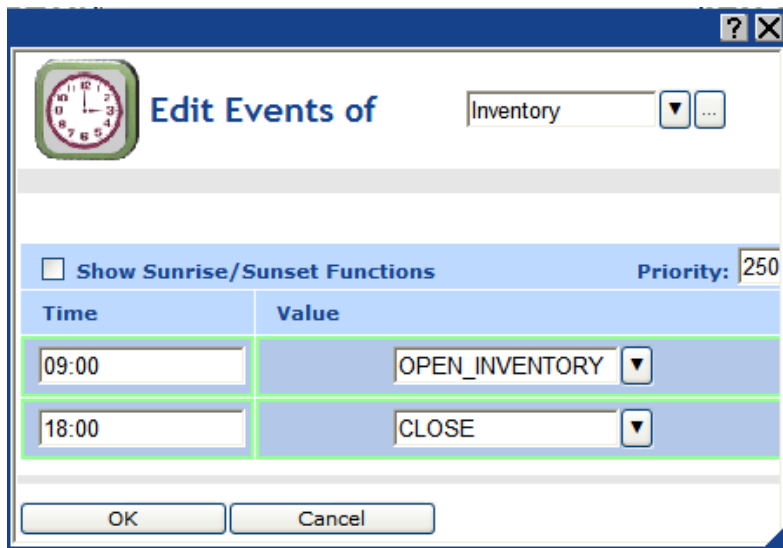 ?
Edit Events of Inventory ...
Show Sunrise/Sunset Functions Priority: 250
Time Value
09:00 OPEN_INVENTORY
18:00 CLOSE
OK Cancel